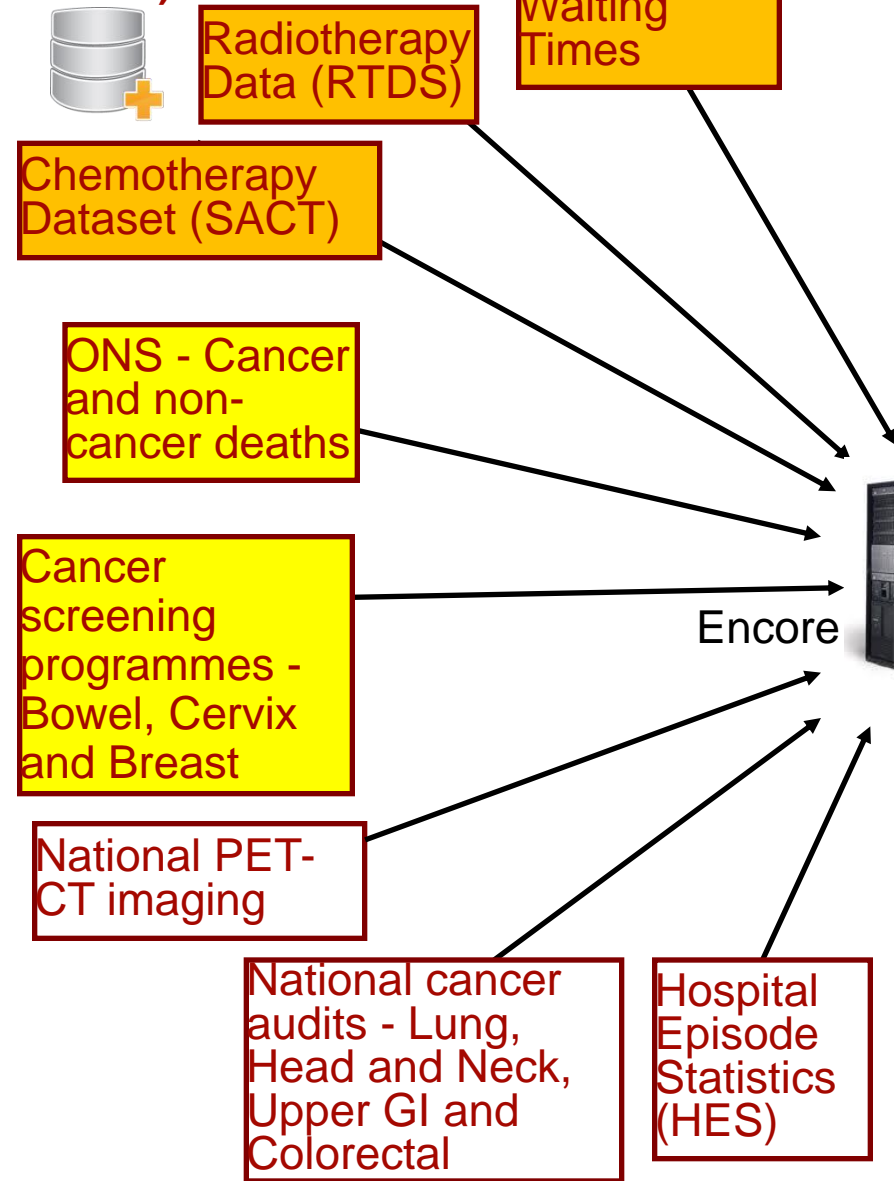 Waiting
Times
Radiotherapy
Data (RTDS)
Chemotherapy
Dataset (SACT)
ONS - Cancer
and non-
cancer deaths
Cancer
screening
programmes -
Bowel, Cervix
and Breast
Encore
National PET-
CT imaging
National cancer
audits - Lung,
Head and Neck,
Upper GI and
Colorectal
Hospital
Episode
Statistics
(HES)